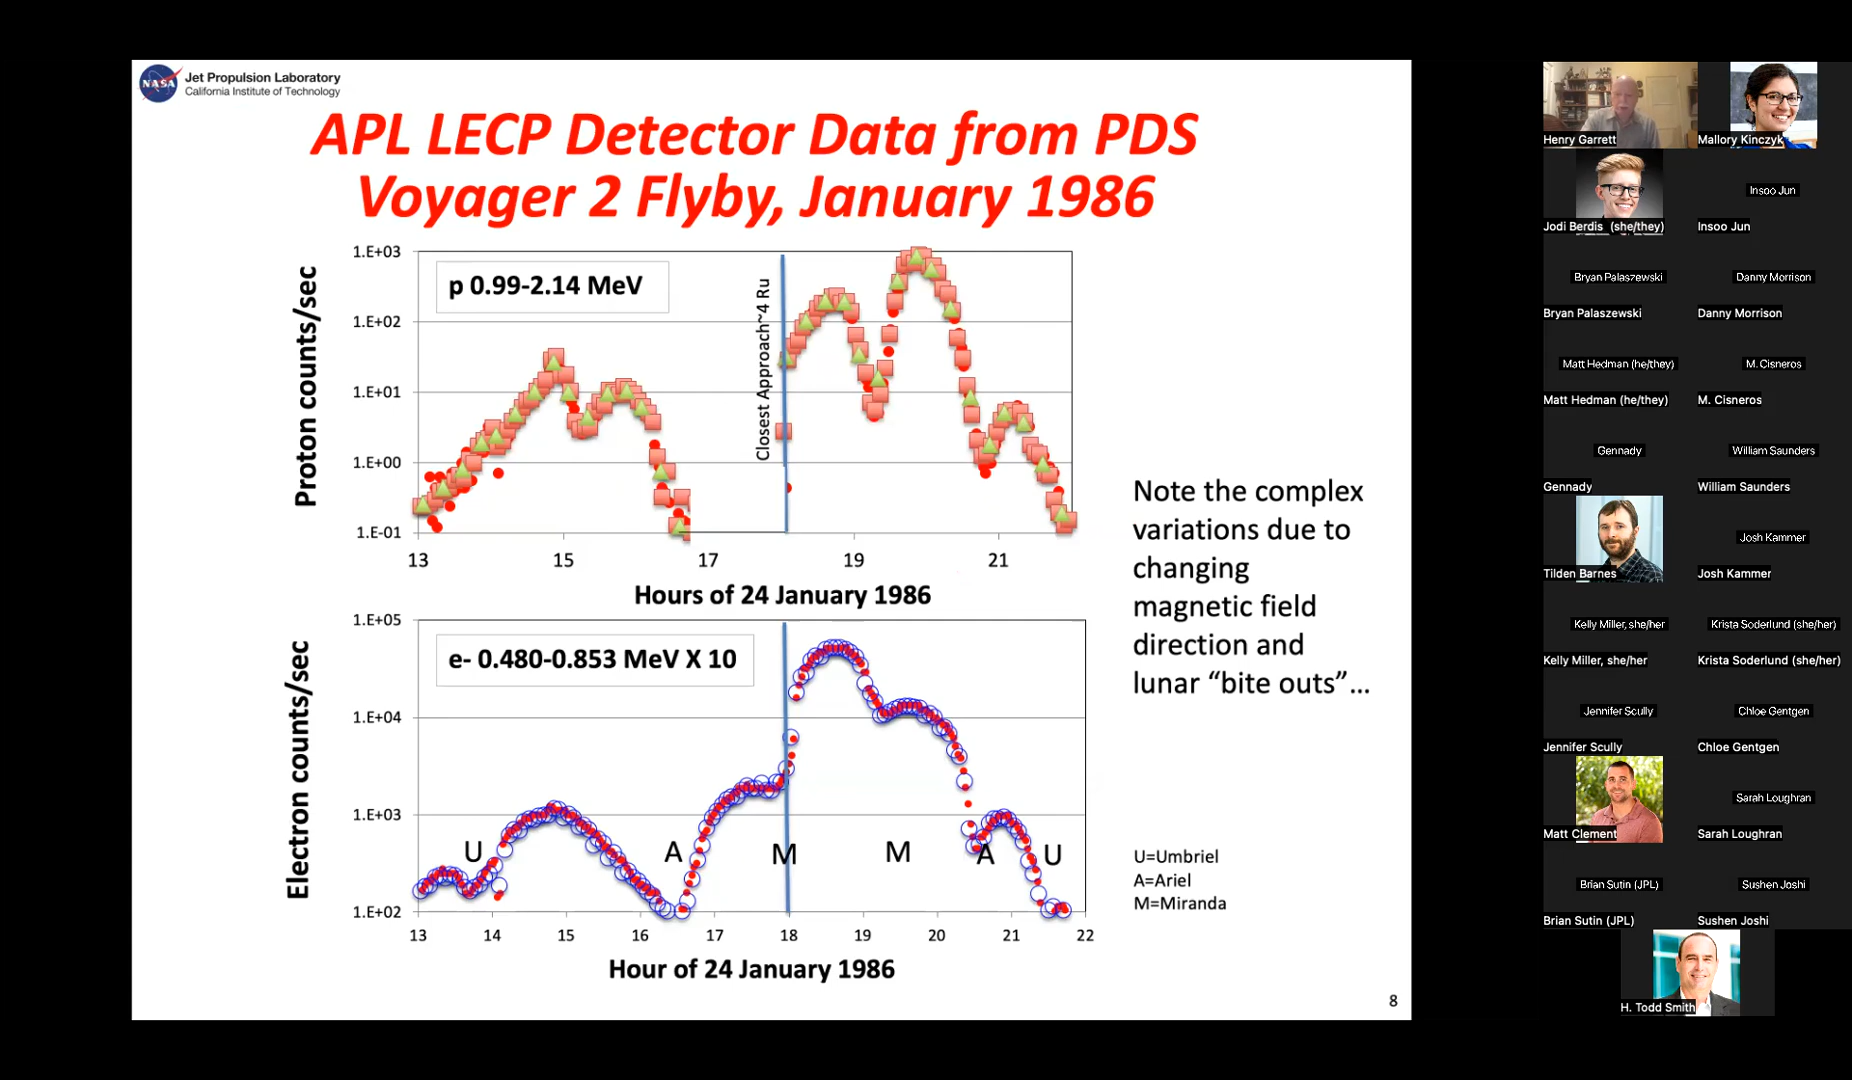 NASA
Jet Propulsion Laboratory
California Institute of Technology
APL LECP Detector Data from PDS
Voyager 2 Flyby, January 1986
Proton counts/sec
1.E+03
1.E+02
1.E+01
1.E+00
1.E-01
p 0.99-2.14 MeV
Closest Approach~4 Ru
13 15 17 19 21
Hours of 24 January 1986
Electron counts/sec
1.E+05
1.E+04
1.E+03
1.E+02
e- 0.480-0.853 MeV X 10
U A M M A U
13 14 15 16 17 18 19 20 21 22
Hour of 24 January 1986
Note the complex
variations due to
changing
magnetic field
direction and
lunar “bite outs”...
U=Umbriel
A=Ariel
M=Miranda
8
Henry Garrett
Mallory Kinczyk
Jodi Berdis (she/they)
Insoo Jun
Insoo Jun
Bryan Palaszewski
Bryan Palaszewski
Danny Morrison
Danny Morrison
Matt Hedman (he/they)
Matt Hedman (he/they)
M. Cisneros
M. Cisneros
Gennady
Gennady
William Saunders
William Saunders
Tilden Barnes
Josh Kammer
Josh Kammer
Kelly Miller, she/her
Kelly Miller, she/her
Krista Soderlund (she/her)
Krista Soderlund (she/her)
Jennifer Scully
Jennifer Scully
Chloe Gentgen
Chloe Gentgen
Matt Clement
Sarah Loughran
Sarah Loughran
Brian Sutin (JPL)
Brian Sutin (JPL)
Sushen Joshi
Sushen Joshi
H. Todd Smith